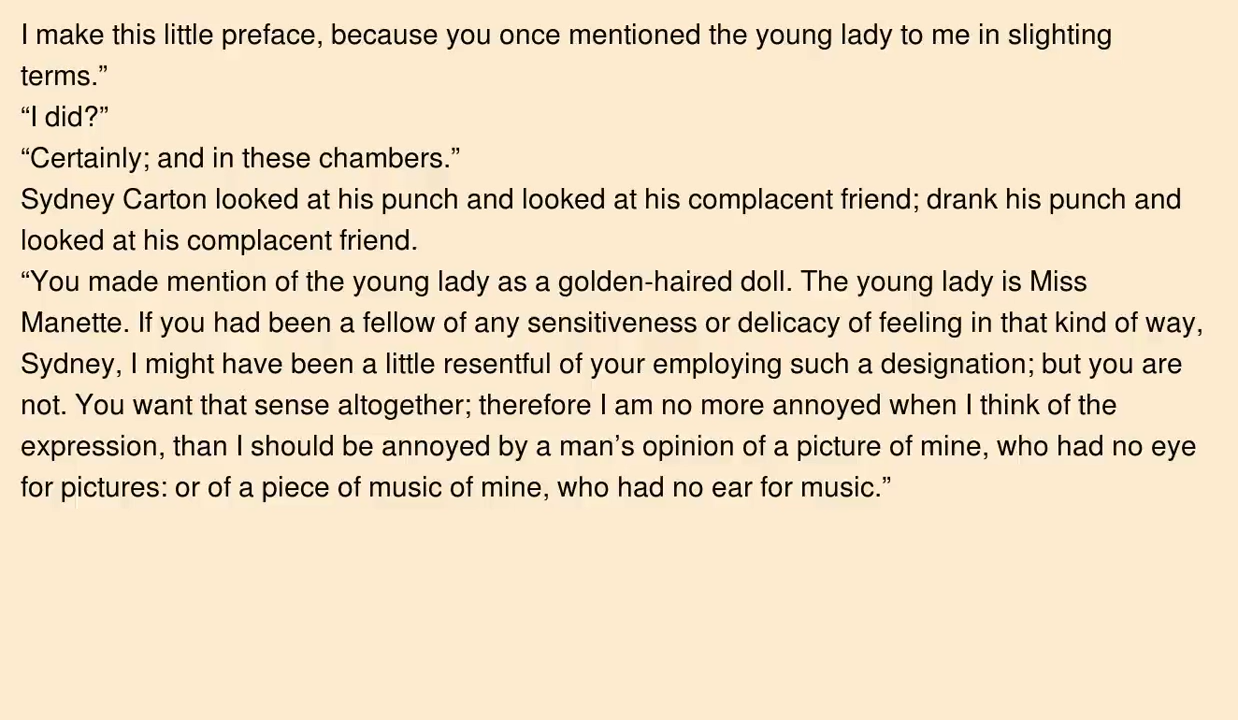 I make this little preface, because you once mentioned the young lady to me in slighting
terms.”
“I did?”
“Certainly; and in these chambers.”
Sydney Carton looked at his punch and looked at his complacent friend; drank his punch and
looked at his complacent friend.
“You made mention of the young lady as a golden-haired doll. The young lady is Miss
Manette. If you had been a fellow of any sensitiveness or delicacy of feeling in that kind of way,
Sydney, I might have been a little resentful of your employing such a designation; but you are
not. You want that sense altogether; therefore I am no more annoyed when I think of the
expression, than I should be annoyed by a man’s opinion of a picture of mine, who had no eye
for pictures: or of a piece of music of mine, who had no ear for music.”